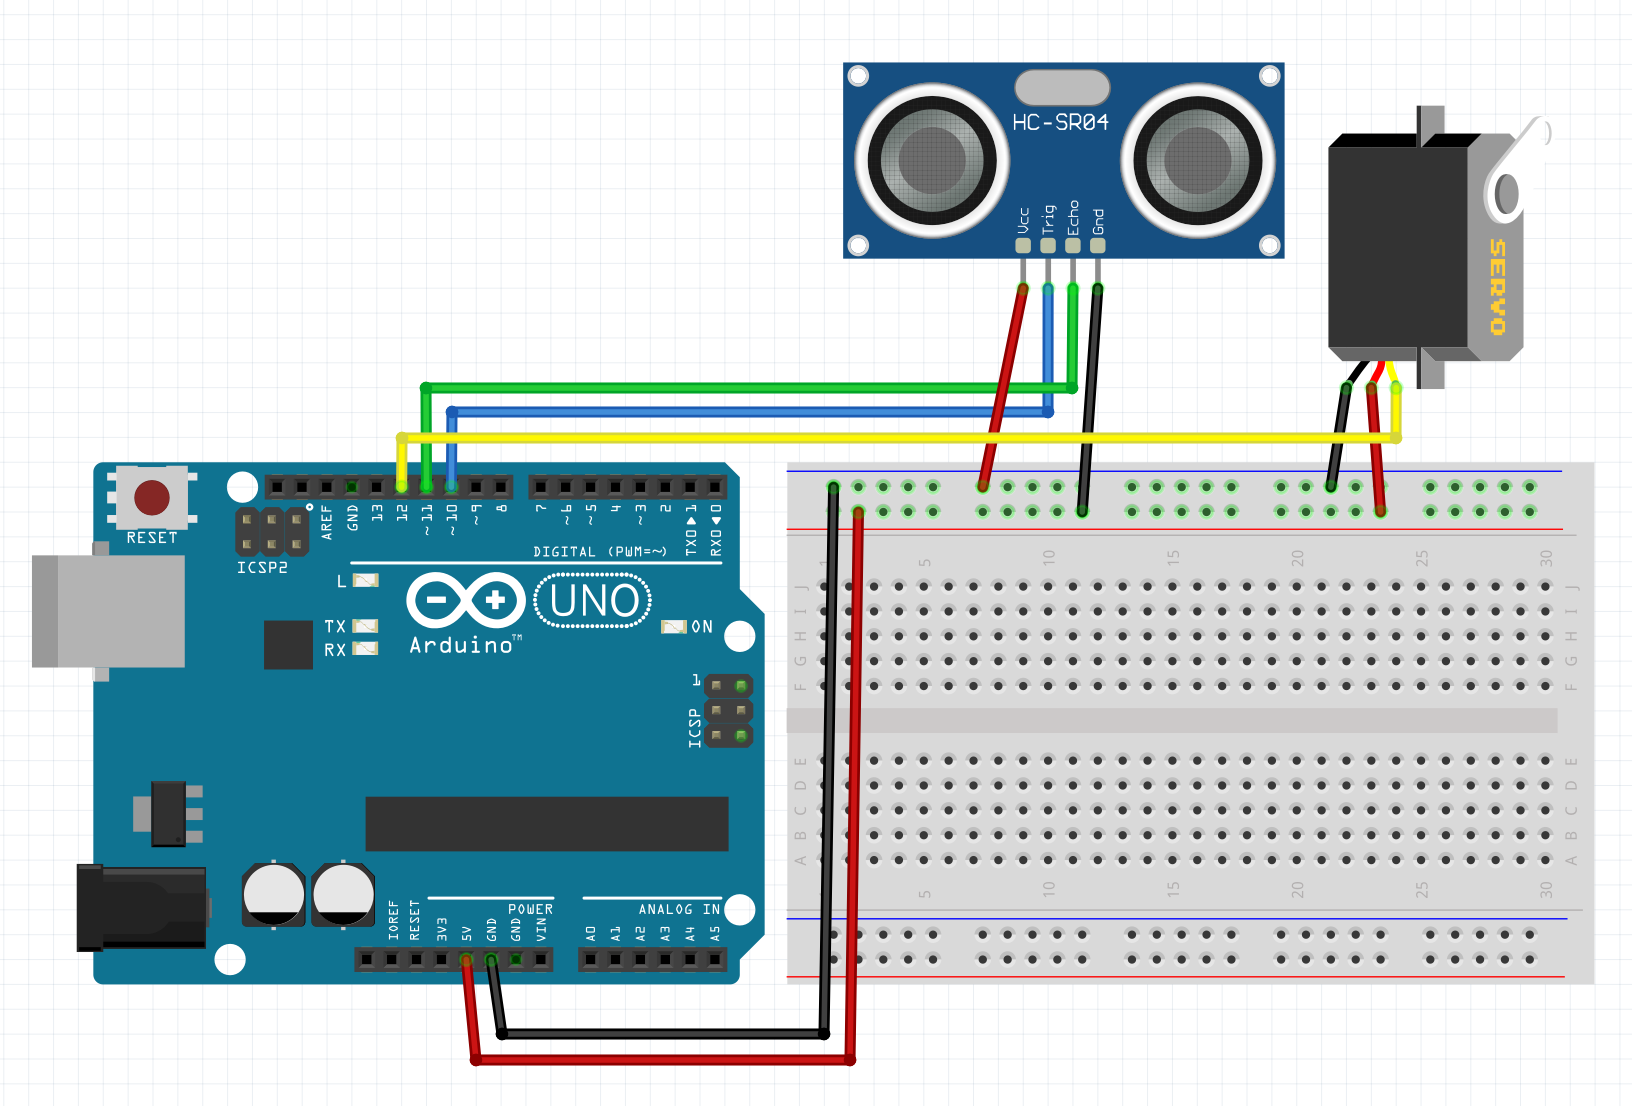 HC-SR04
Vcc
Trig
Echo
Gnd
SERVO
RESET
ICSP2
AREF
GND
13
12
~11
~10
~9
8
7
~6
~5
4
~3
2
TX0▶1
RX0◀0
DIGITAL (PWM=~)
L
TX
RX
UNO
Arduino™
ON
1
ICSP
POWER
ANALOG IN
IOREF
RESET
3V3
5V
GND
GND
VIN
A0
A1
A2
A3
A4
A5
1 5 10 15 20 25 30
J J
I I
H H
G G
F F
E E
D D
C C
B B
A A
5 10 15 20 25 30